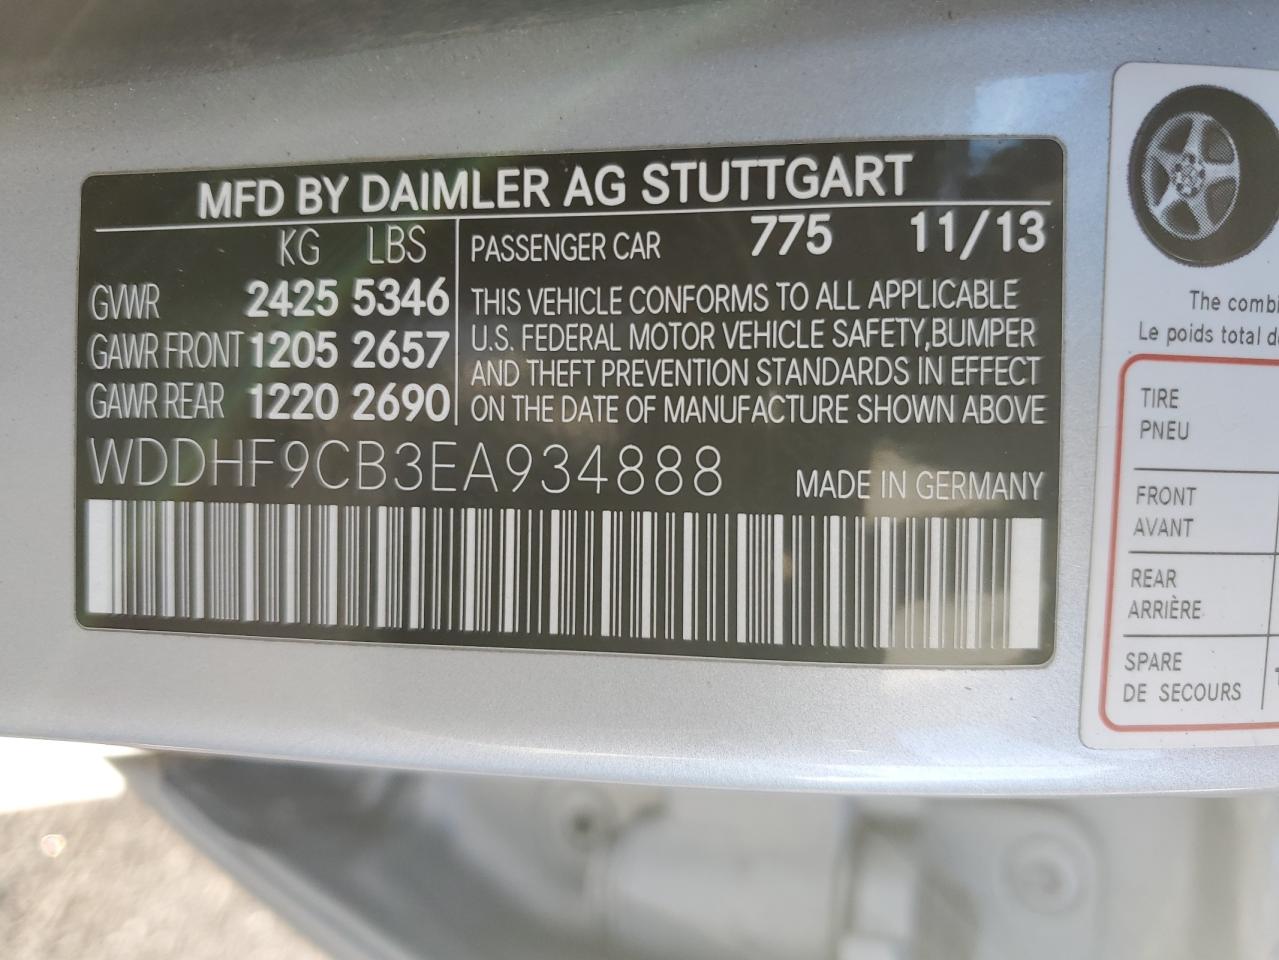 MFD BY DAIMLER AG STUTTGART
KG LBS
GVWR 2425 5346
GAWR FRONT 1205 2657
GAWR REAR 1220 2690
PASSENGER CAR 775 11/13
THIS VEHICLE CONFORMS TO ALL APPLICABLE
U.S. FEDERAL MOTOR VEHICLE SAFETY,BUMPER
AND THEFT PREVENTION STANDARDS IN EFFECT
ON THE DATE OF MANUFACTURE SHOWN ABOVE
WDDHF9CB3EA934888 MADE IN GERMANY
The combi
Le poids total d
TIRE
PNEU
FRONT
AVANT
REAR
ARRIÈRE
SPARE
DE SECOURS